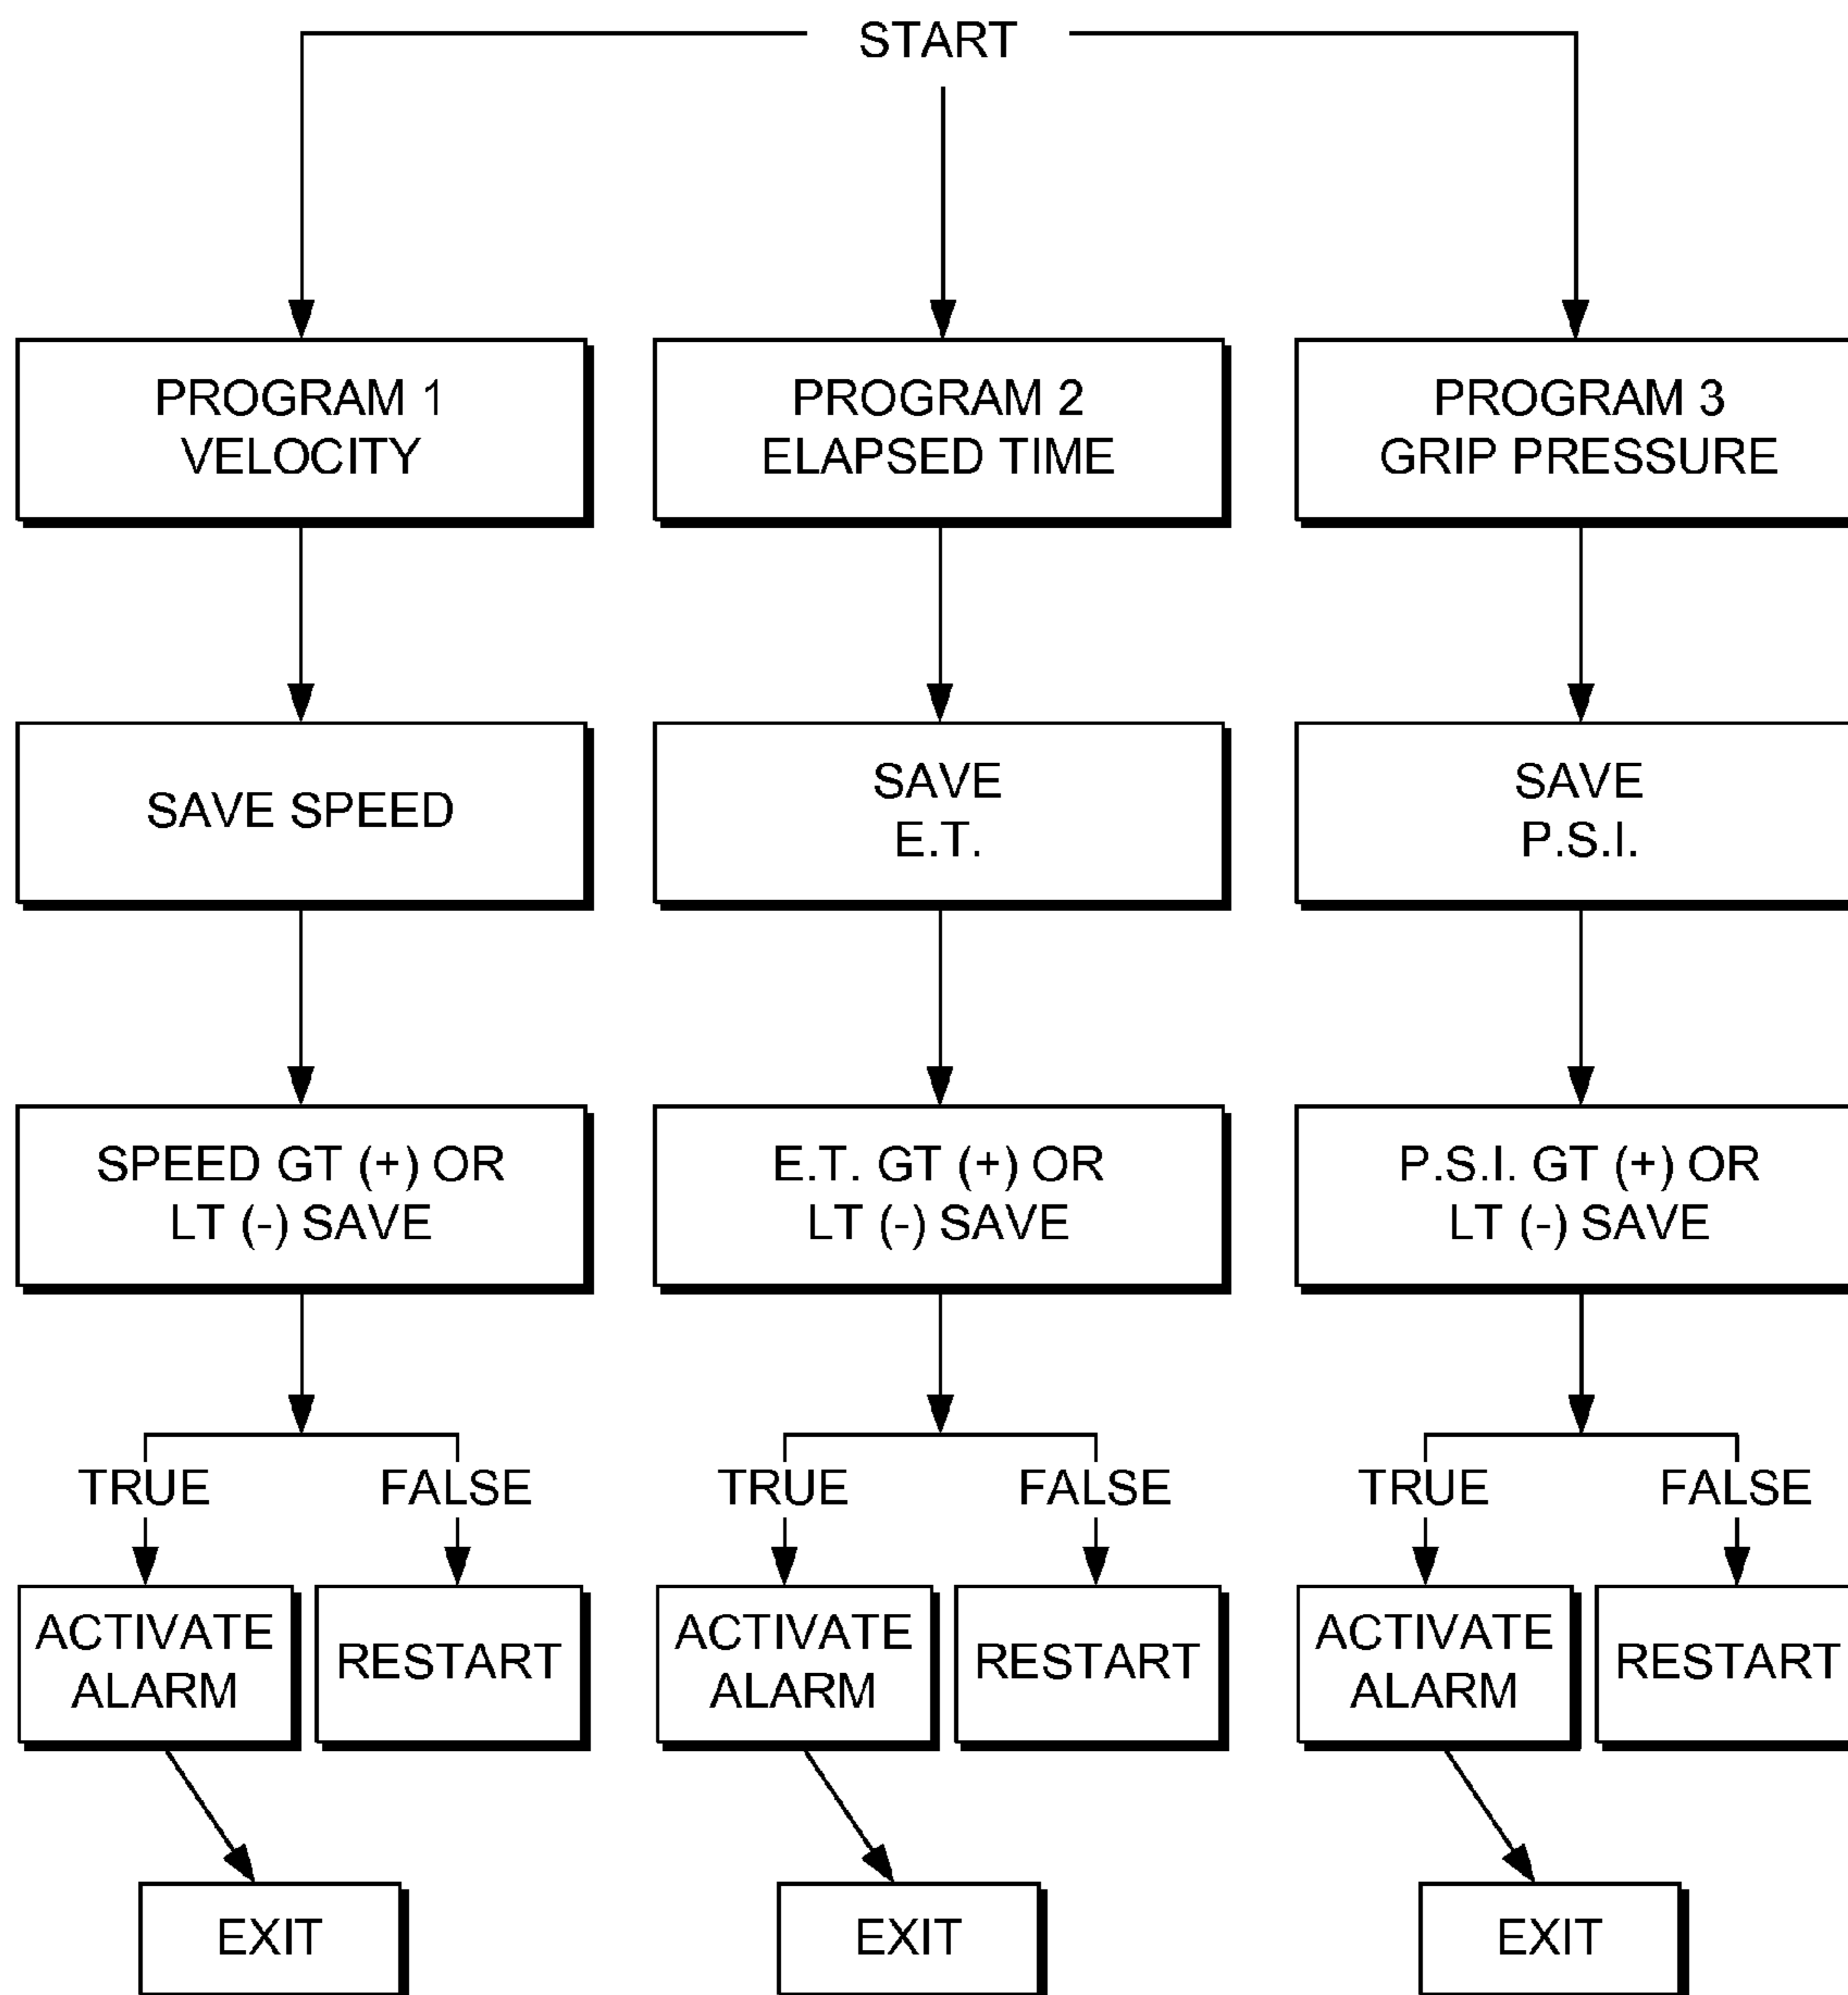 START
PROGRAM 1
VELOCITY
PROGRAM 2
ELAPSED TIME
PROGRAM 3
GRIP PRESSURE
SAVE SPEED
SAVE
E.T.
SAVE
P.S.I.
SPEED GT (+) OR
LT (-) SAVE
E.T. GT (+) OR
LT (-) SAVE
P.S.I. GT (+) OR
LT (-) SAVE
TRUE
FALSE
TRUE
FALSE
TRUE
FALSE
ACTIVATE
ALARM
RESTART
ACTIVATE
ALARM
RESTART
ACTIVATE
ALARM
RESTART
EXIT
EXIT
EXIT